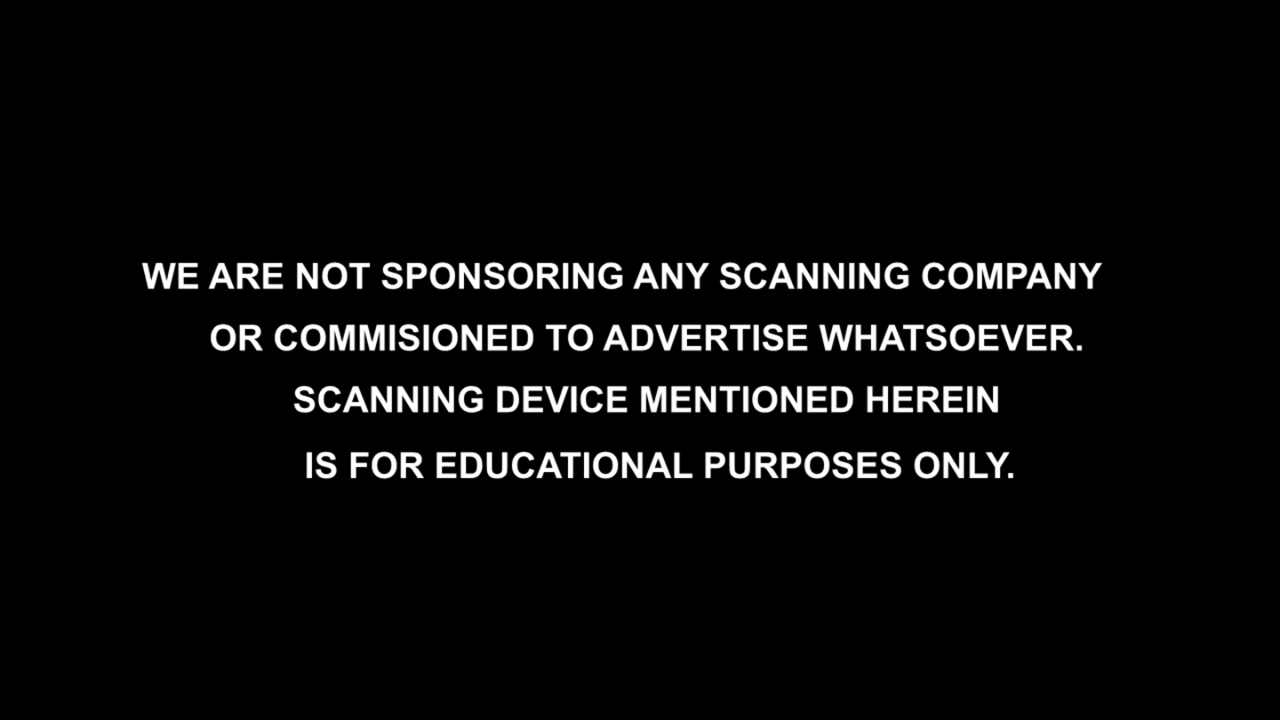 WE ARE NOT SPONSORING ANY SCANNING COMPANY
OR COMMISIONED TO ADVERTISE WHATSOEVER.
SCANNING DEVICE MENTIONED HEREIN
IS FOR EDUCATIONAL PURPOSES ONLY.